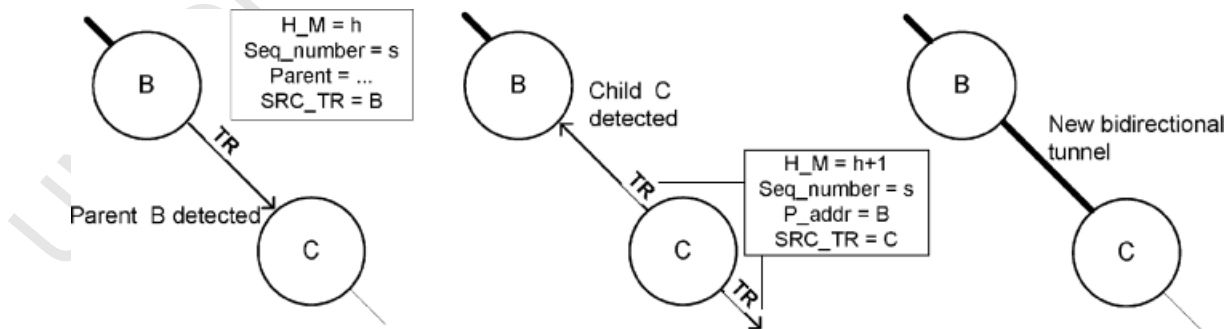 B
H_M = h
Seq_number = s
Parent = ...
SRC_TR = B
TR
Parent B detected
C
B
Child C
detected
TR
H_M = h+1
Seq_number = s
P_addr = B
SRC_TR = C
C
TR
B
New bidirectional
tunnel
C